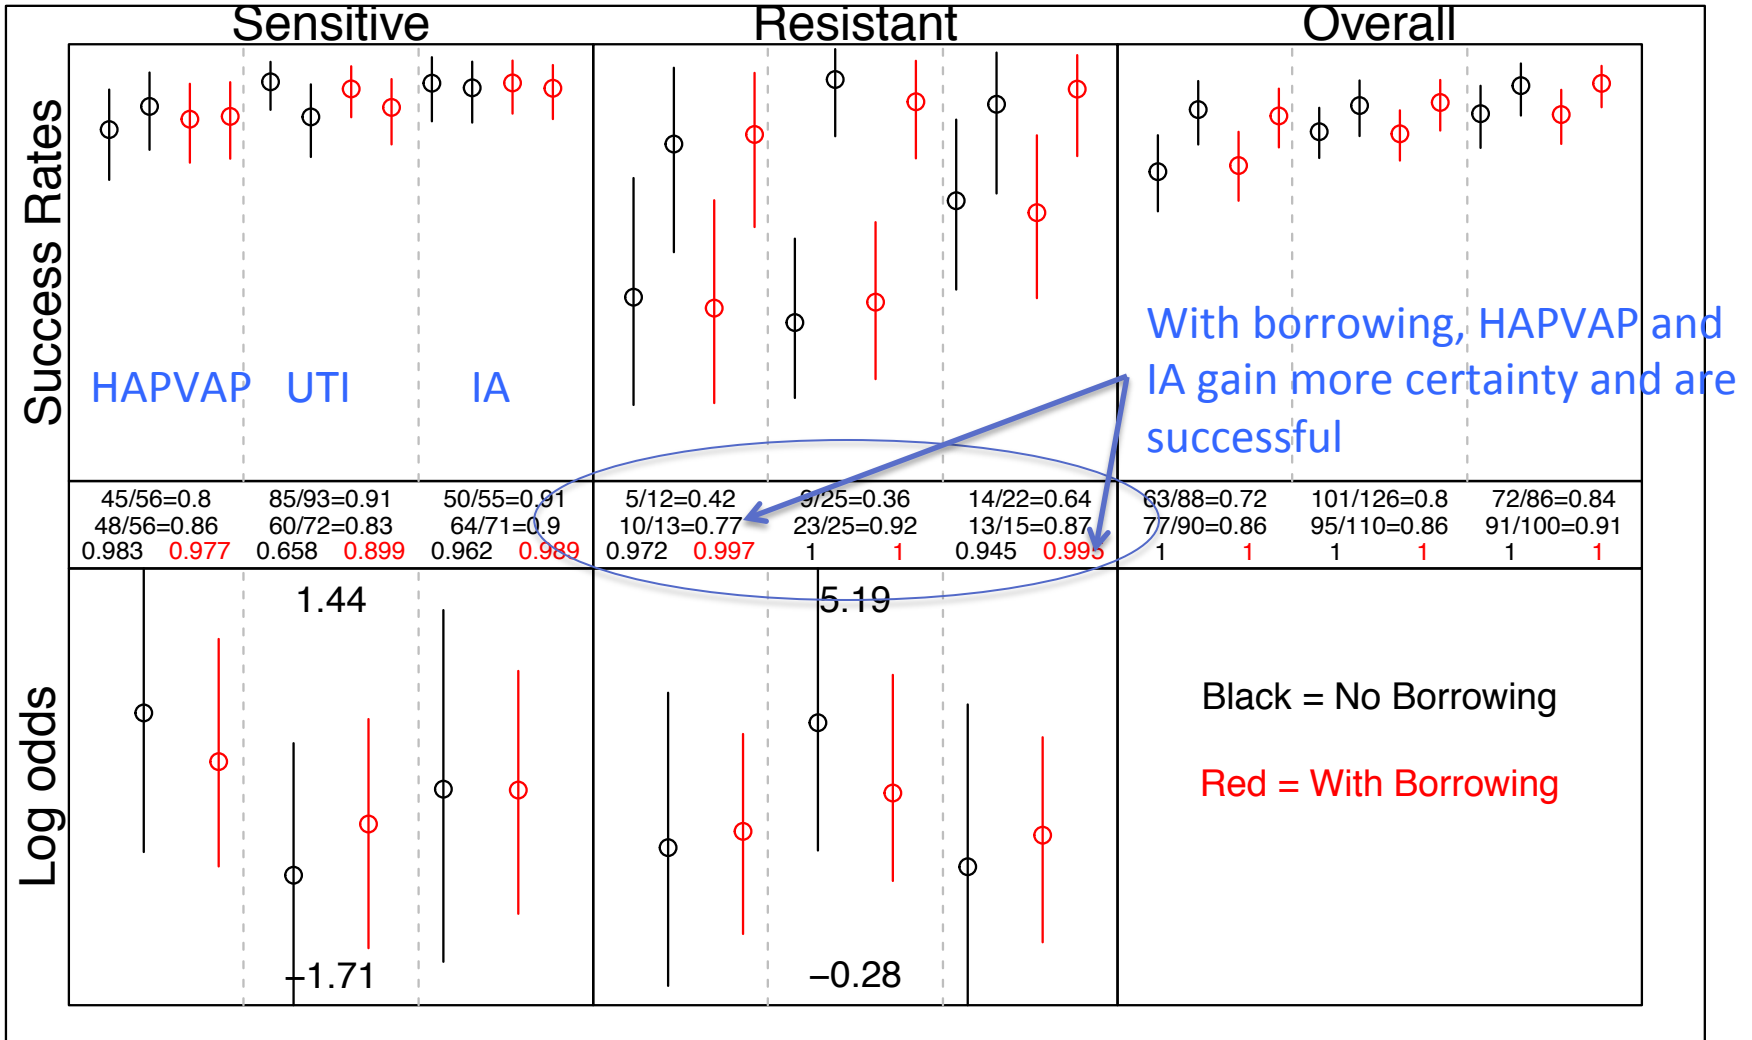 Sensitive Resistant Overall
Success Rates
HAPVAP UTI IA
With borrowing, HAPVAP and
IA gain more certainty and are
successful
45/56=0.8 85/93=0.91 50/55=0.91 5/12=0.42 9/25=0.36 14/22=0.64 63/88=0.72 101/126=0.8 72/86=0.84
48/56=0.86 60/72=0.83 64/71=0.9 10/13=0.77 23/25=0.92 13/15=0.87 77/90=0.86 95/110=0.86 91/100=0.91
0.983 0.977 0.658 0.899 0.962 0.989 0.972 0.997 1 1 0.945 0.995 1 1 1 1 1 1
Log odds
1.44 5.19
Black = No Borrowing
Red = With Borrowing
−1.71 −0.28